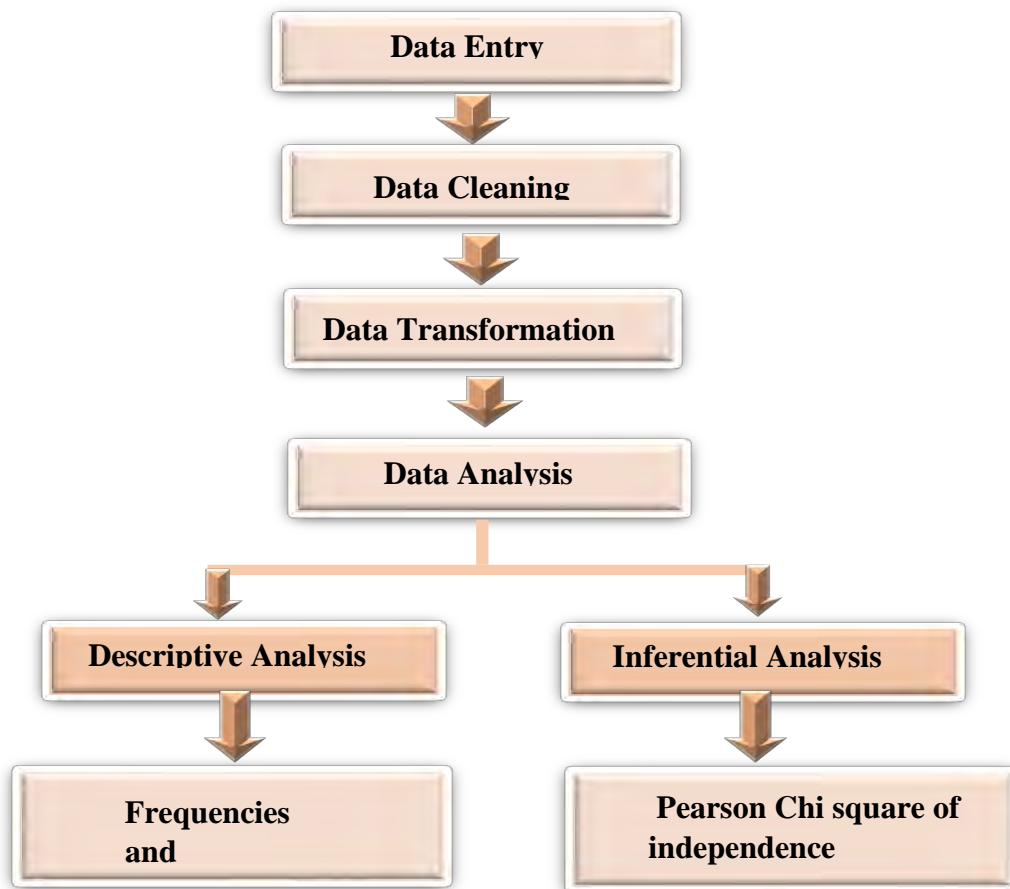 Data Entry
Data Cleaning
Data Transformation
Data Analysis
Descriptive Analysis
Inferential Analysis
Frequencies
and
Pearson Chi square of
independence